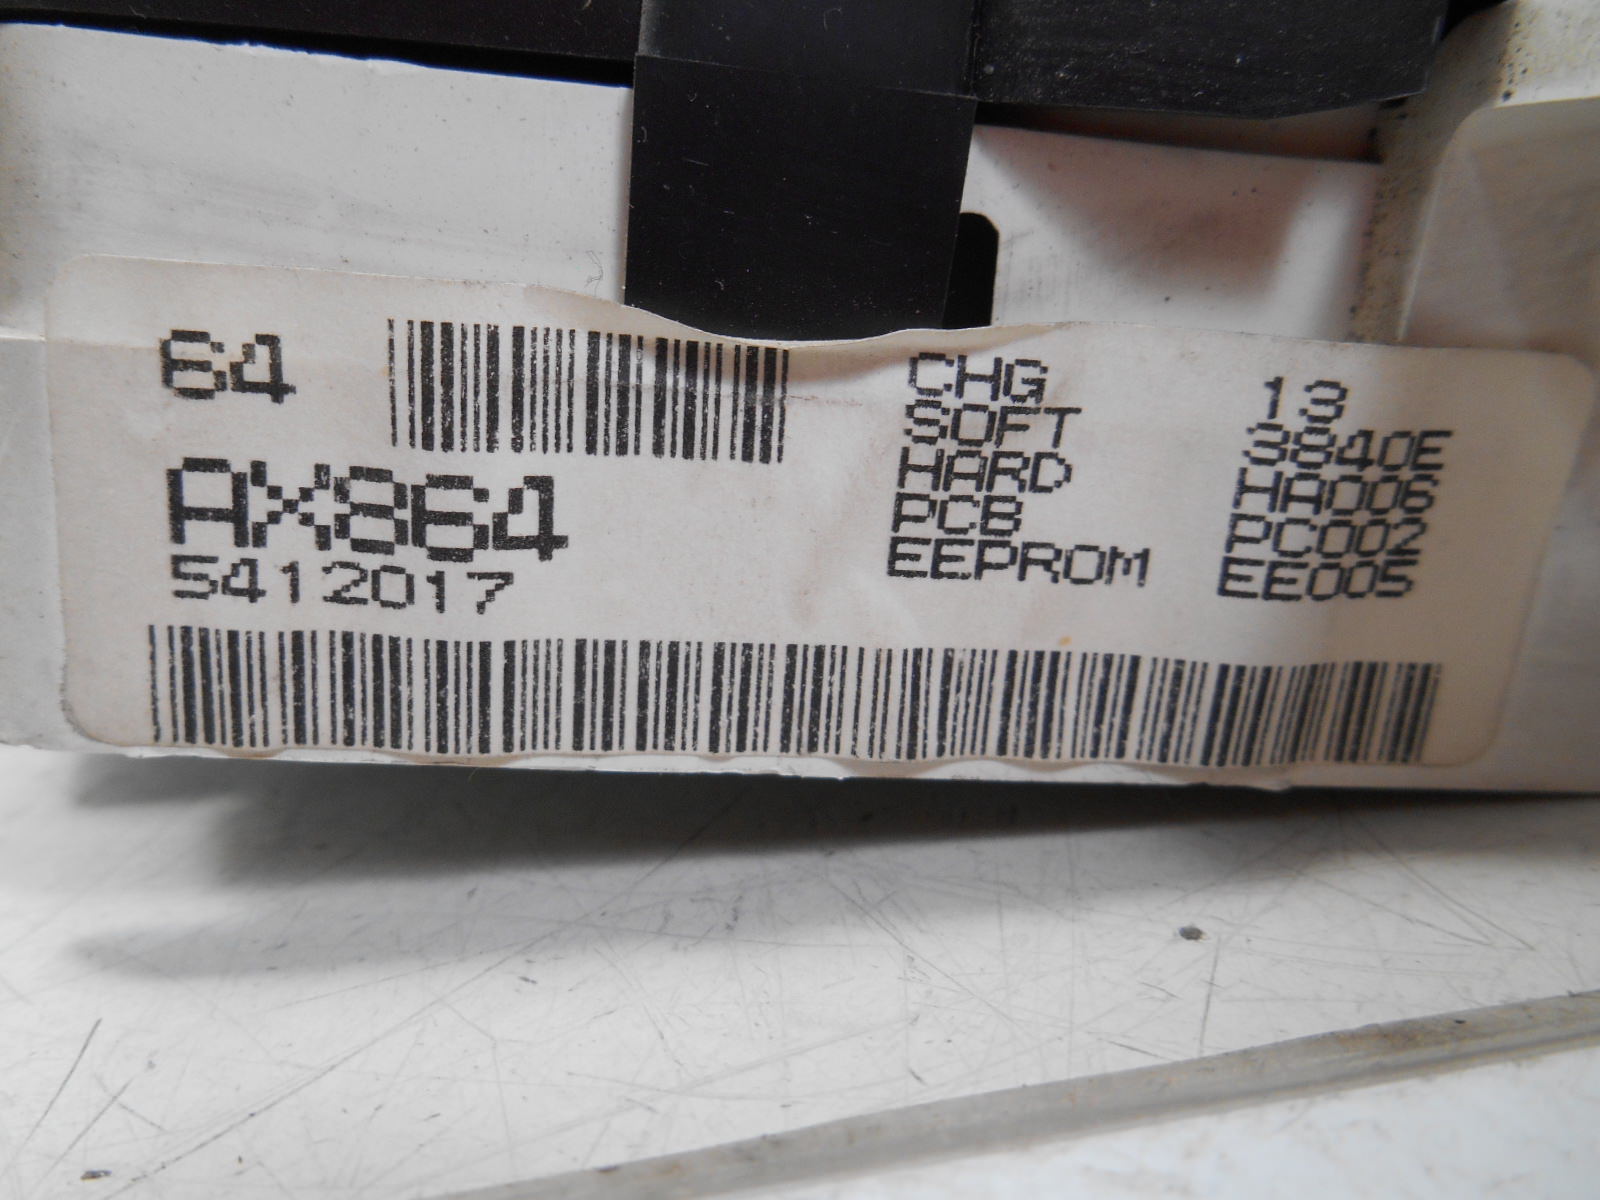 64
AX864
5412017
CHG 13
SOFT 3840E
HARD HA006
PCB PC002
EEPROM EE005